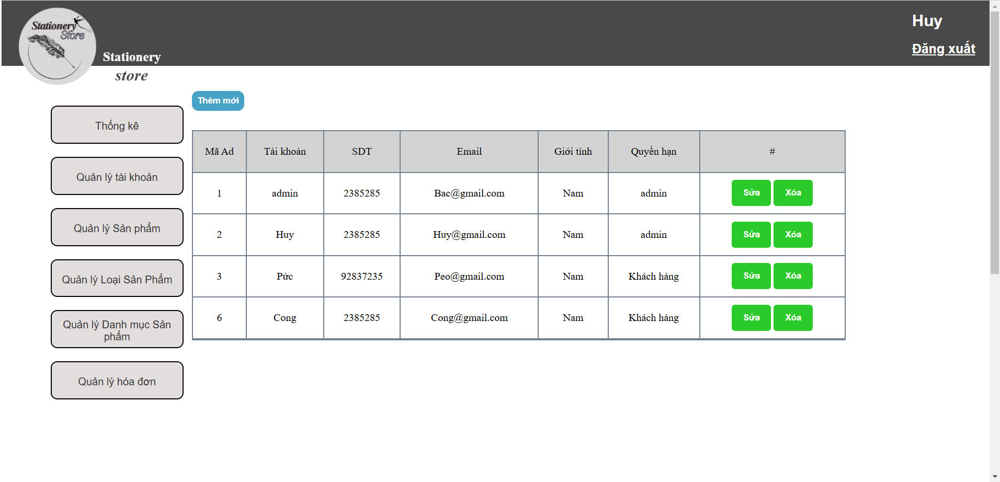 Stationery
Store
Stationery
store
Huy
Đăng xuất
Thêm mới
Thống kê
Quản lý tài khoản
Quản lý Sản phẩm
Quản lý Loại Sản Phẩm
Quản lý Danh mục Sản
phẩm
Quản lý hóa đơn
Mã Ad Tài khoản SDT Email Giới tính Quyền hạn #
1 admin 2385285 Bac@gmail.com Nam admin Sửa Xóa
2 Huy 2385285 Huy@gmail.com Nam admin Sửa Xóa
3 Pức 92837235 Peo@gmail.com Nam Khách hàng Sửa Xóa
6 Cong 2385285 Cong@gmail.com Nam Khách hàng Sửa Xóa